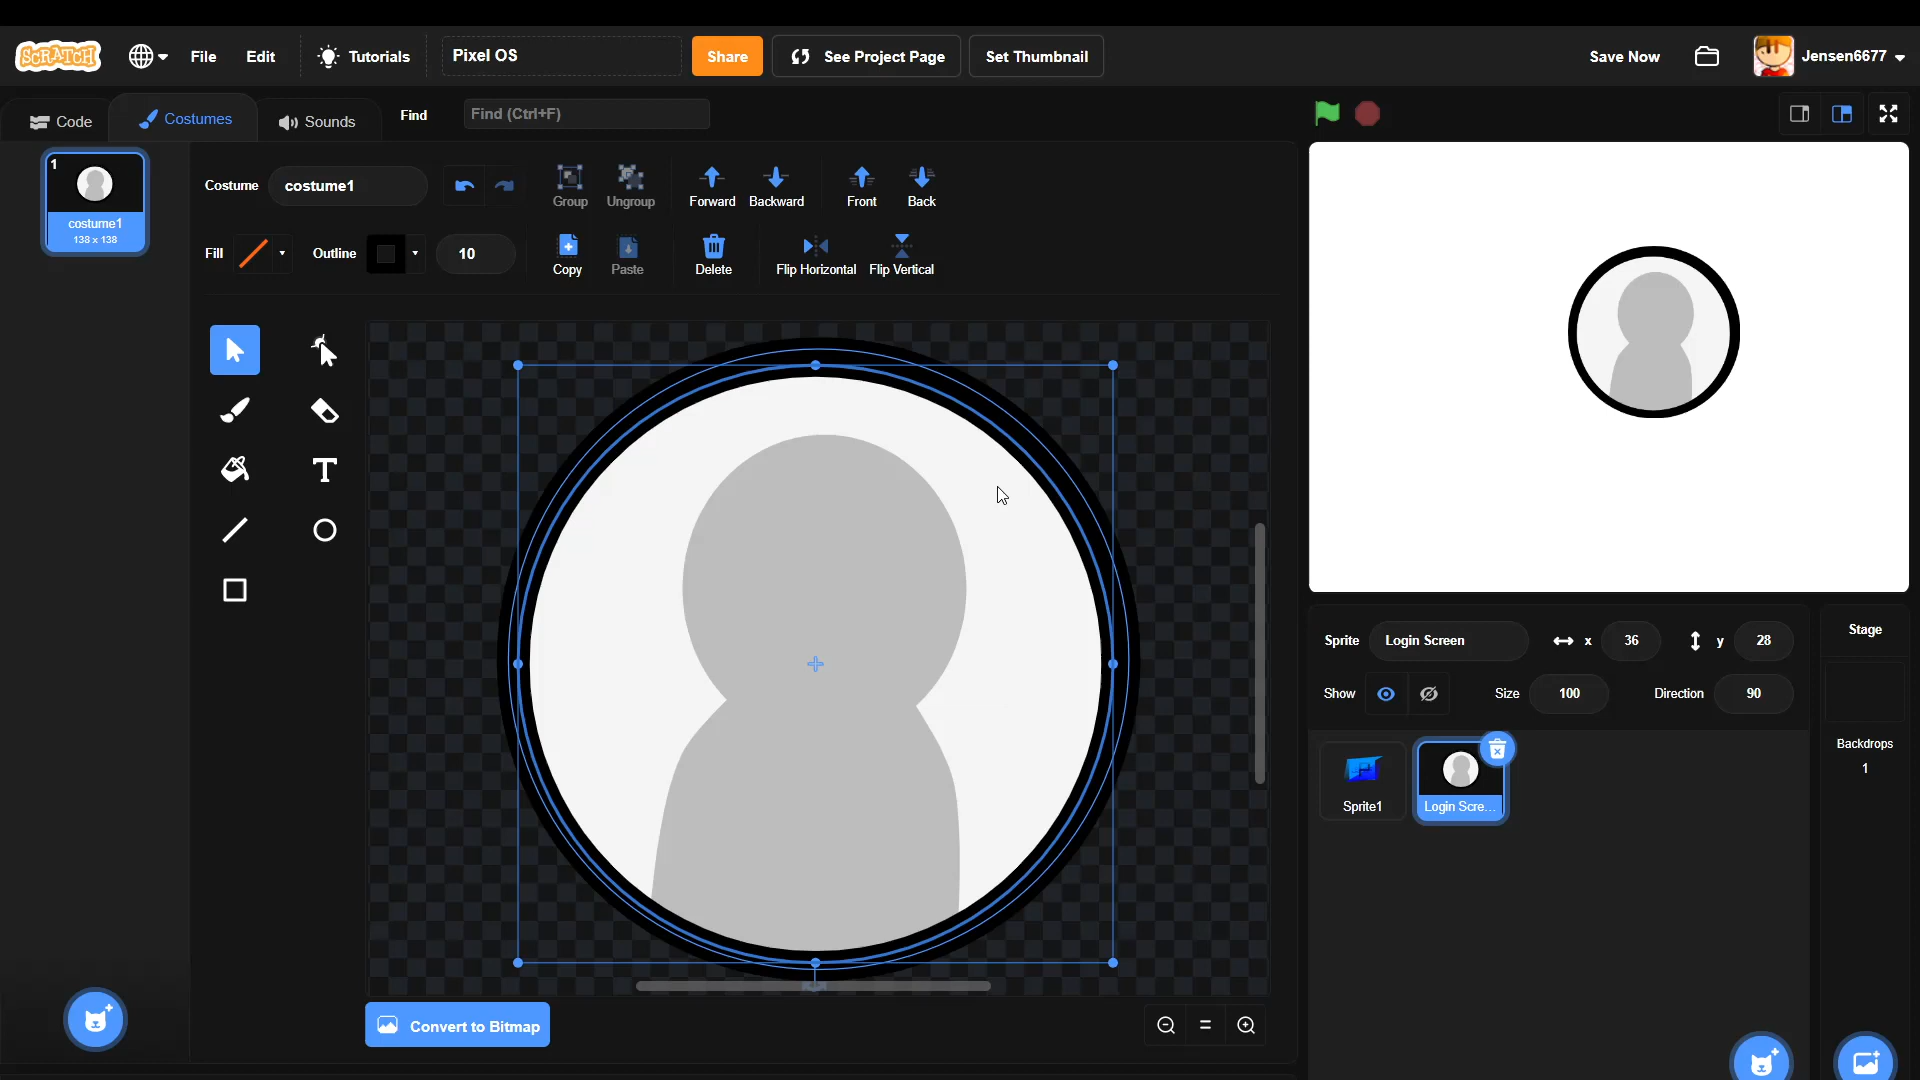 SCRATCH File Edit Tutorials Pixel OS Share See Project Page Set Thumbnail Save Now Jensen6677
Code Costumes Sounds Find Find (Ctrl+F)
1
costume1
138 x 138
Costume costume1 Group Ungroup Forward Backward Front Back
Fill Outline 10 Copy Paste Delete Flip Horizontal Flip Vertical
T
Convert to Bitmap
Sprite Login Screen x 36 y 28
Show Size 100 Direction 90
Sprite1 Login Scre...
Stage
Backdrops
1